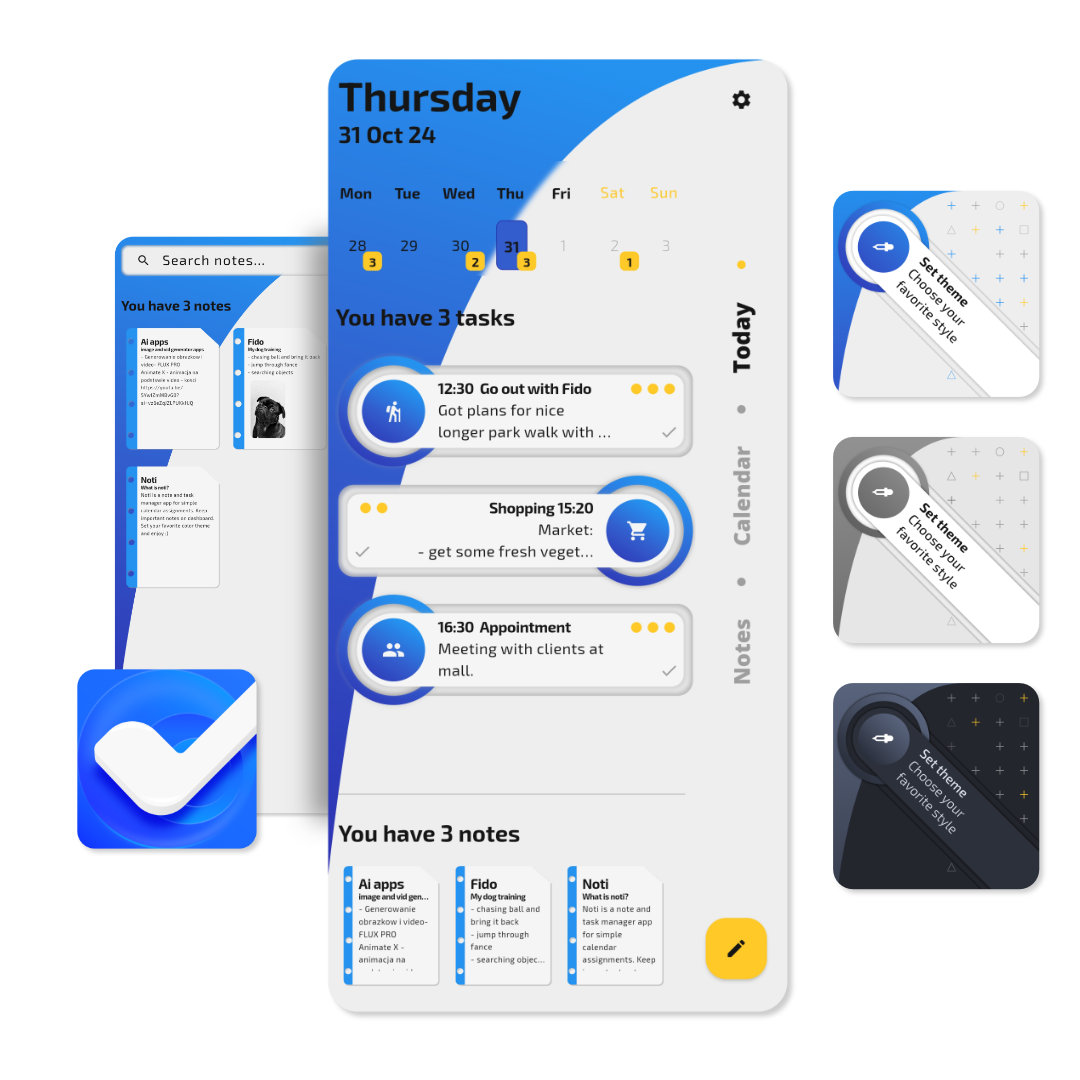 Thursday
31 Oct 24
Mon Tue Wed Thu Fri Sat Sun
28 29 30 31 1 2 3
3 2 3 1
You have 3 tasks
12:30 Go out with Fido
Got plans for nice
longer park walk with ...
Shopping 15:20
Market:
- get some fresh veget...
16:30 Appointment
Meeting with clients at
mall.
Today
Calendar
Notes
You have 3 notes
Ai apps
image and vid gen...
- Generowanie
obrazkow i video-
FLUX PRO
Animate X -
animacja na
Fido
My dog training
- chasing ball and
bring it back
- jump through
fance
- searching objec...
Noti
What is noti?
Noti is a note and
task manager app
for simple
calendar
assignments. Keep
Search notes...
You have 3 notes
Ai apps
image and vid generator apps
- Generowanie obrazkow i
video- FLUX PRO
Animate X - animacja na
podstawie video - kosci
https://youtu.be/
Fido
My dog training
- chasing ball and bring it back
- jump through fance
- searching objects
Noti
What is noti?
Noti is a note and task
manager app for simple
calendar assignments. Keep
important notes on dashboard.
Set your favorite color theme
and enjoy :)
Set theme
Choose your
favorite style
Set theme
Choose your
favorite style
Set theme
Choose your
favorite style